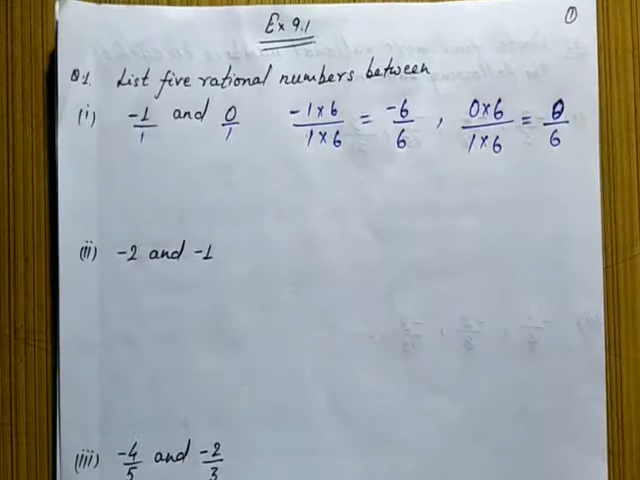 Ex 9.1
①
Q.1. List five rational numbers between
(i) -1/1 and 0/1 -1×6/1×6 = -6/6 , 0×6/1×6 = 0/6
(ii) -2 and -1
(iii) -4/5 and -2/3